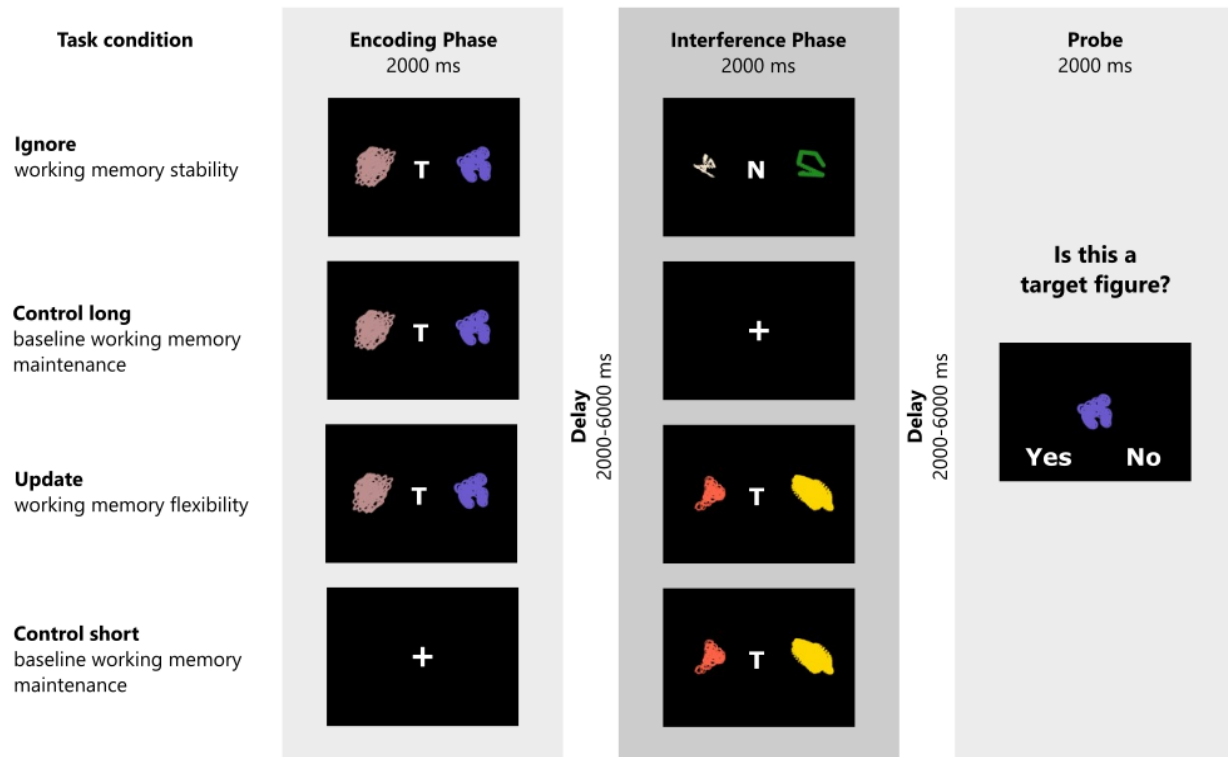 Task condition
Encoding Phase
2000 ms
Interference Phase
2000 ms
Probe
2000 ms
Ignore
working memory stability
T
N
Control long
baseline working memory
maintenance
T
+
Update
working memory flexibility
T
T
Control short
baseline working memory
maintenance
+
T
Delay
2000-6000 ms
Delay
2000-6000 ms
Is this a
target figure?
Yes No